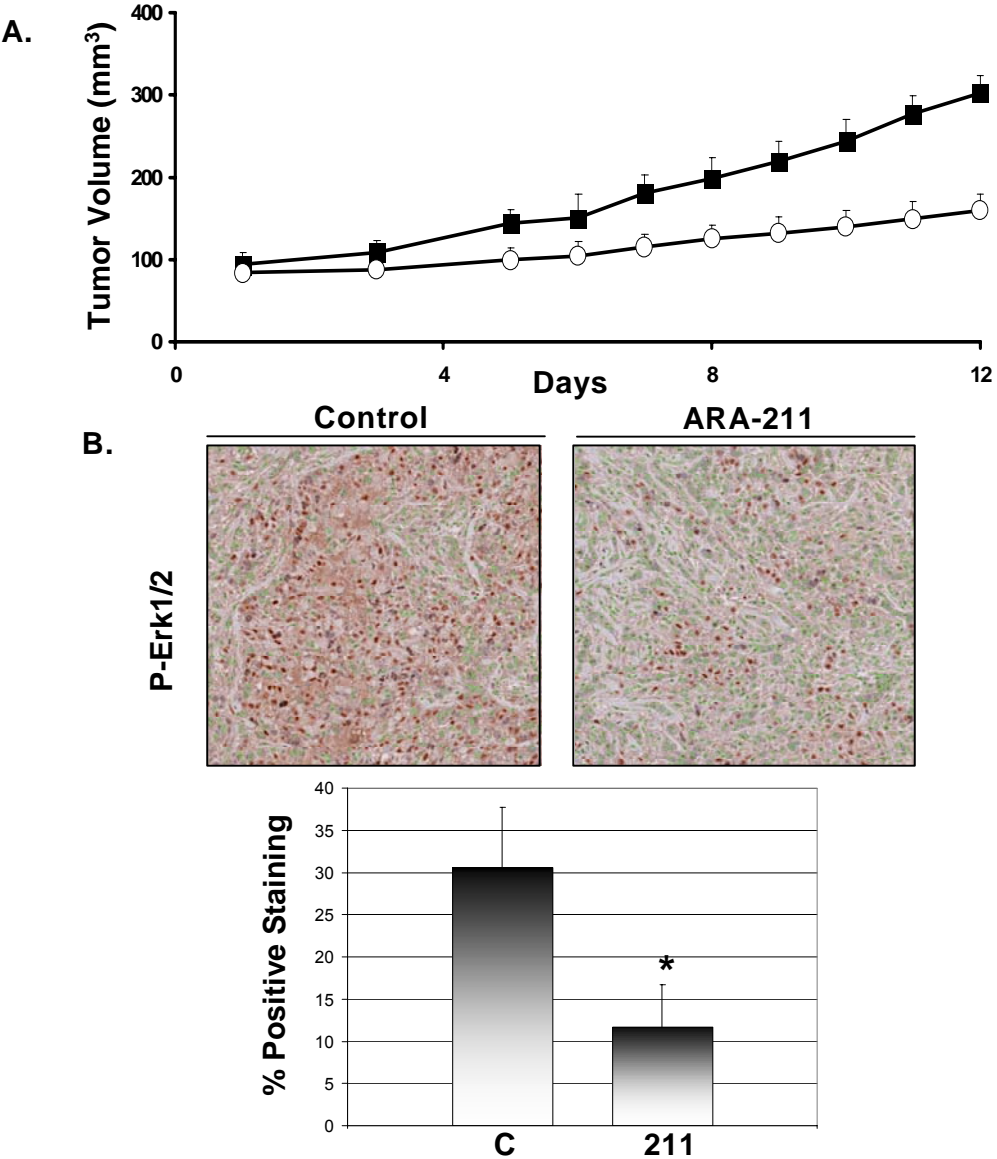 A.
Tumor Volume (mm³)
400
300
200
100
0
0 4 8 12
Days
Control ARA-211
B.
P-Erk1/2
% Positive Staining
40
35
30
25
20
15
10
5
0
*
C 211